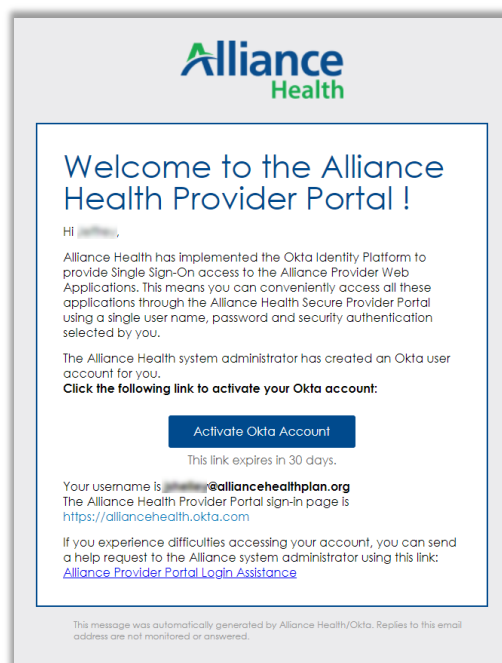 Alliance
Health
Welcome to the Alliance
Health Provider Portal !
Hi ,
Alliance Health has implemented the Okta Identity Platform to
provide Single Sign-On access to the Alliance Provider Web
Applications. This means you can conveniently access all these
applications through the Alliance Health Secure Provider Portal
using a single user name, password and security authentication
selected by you.
The Alliance Health system administrator has created an Okta user
account for you.
Click the following link to activate your Okta account:
Activate Okta Account
This link expires in 30 days.
Your username is @alliancehealthplan.org
The Alliance Health Provider Portal sign-in page is
https://alliancehealth.okta.com
If you experience difficulties accessing your account, you can send
a help request to the Alliance system administrator using this link:
Alliance Provider Portal Login Assistance
This message was automatically generated by Alliance Health/Okta. Replies to this email
address are not monitored or answered.